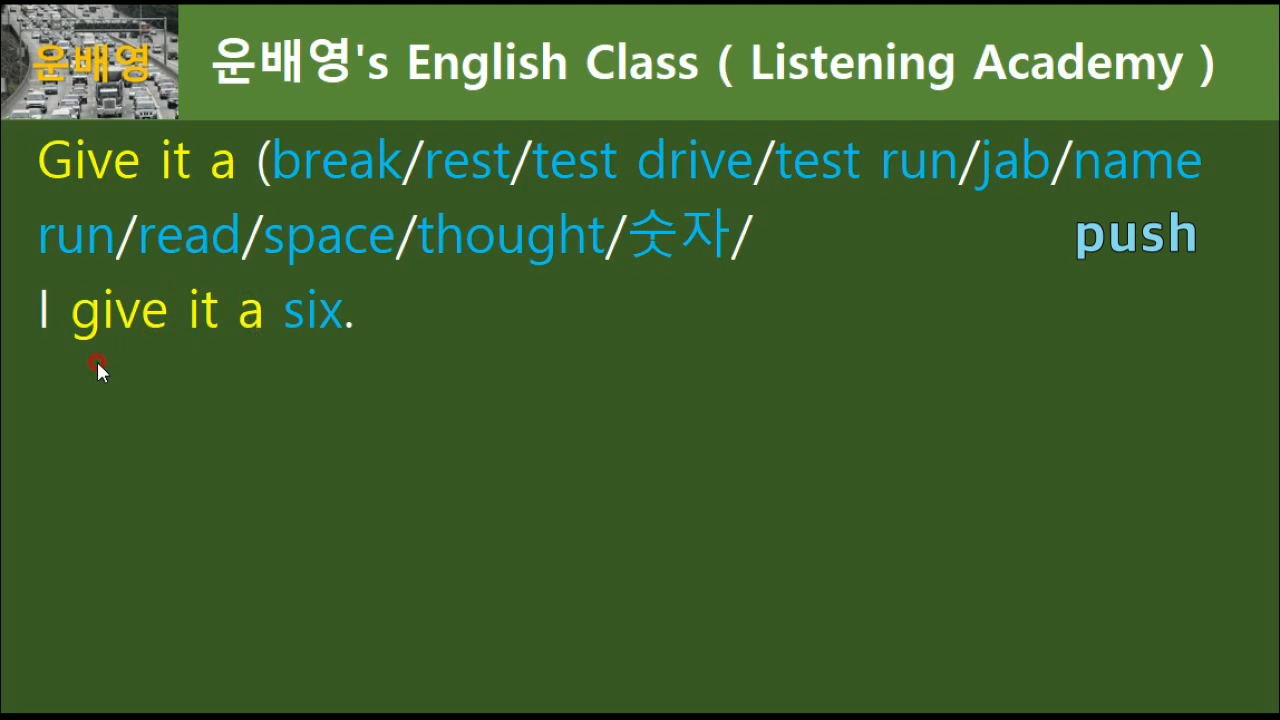 운배영
운배영's English Class ( Listening Academy )
Give it a (break/rest/test drive/test run/jab/name
run/read/space/thought/숫자/ push
I give it a six.